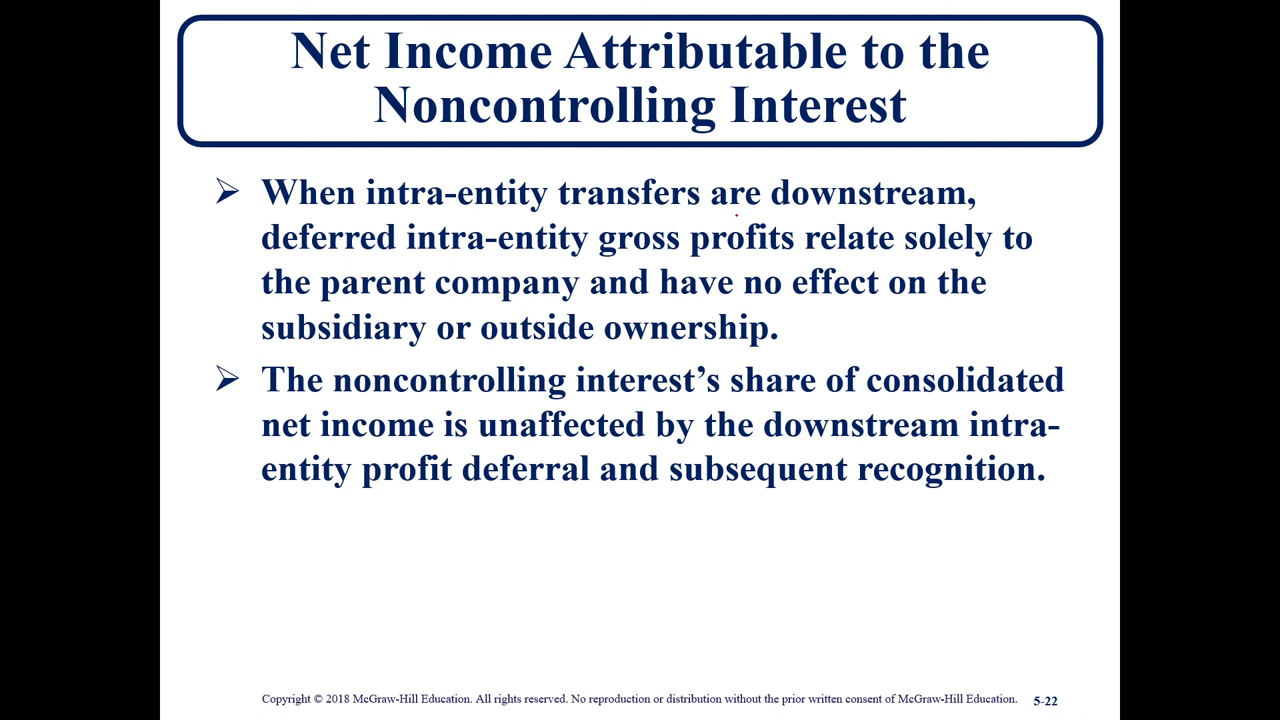 Net Income Attributable to the
Noncontrolling Interest
➢ When intra-entity transfers are downstream,
deferred intra-entity gross profits relate solely to
the parent company and have no effect on the
subsidiary or outside ownership.
➢ The noncontrolling interest’s share of consolidated
net income is unaffected by the downstream intra-
entity profit deferral and subsequent recognition.
Copyright © 2018 McGraw-Hill Education. All rights reserved. No reproduction or distribution without the prior written consent of McGraw-Hill Education. 5-22